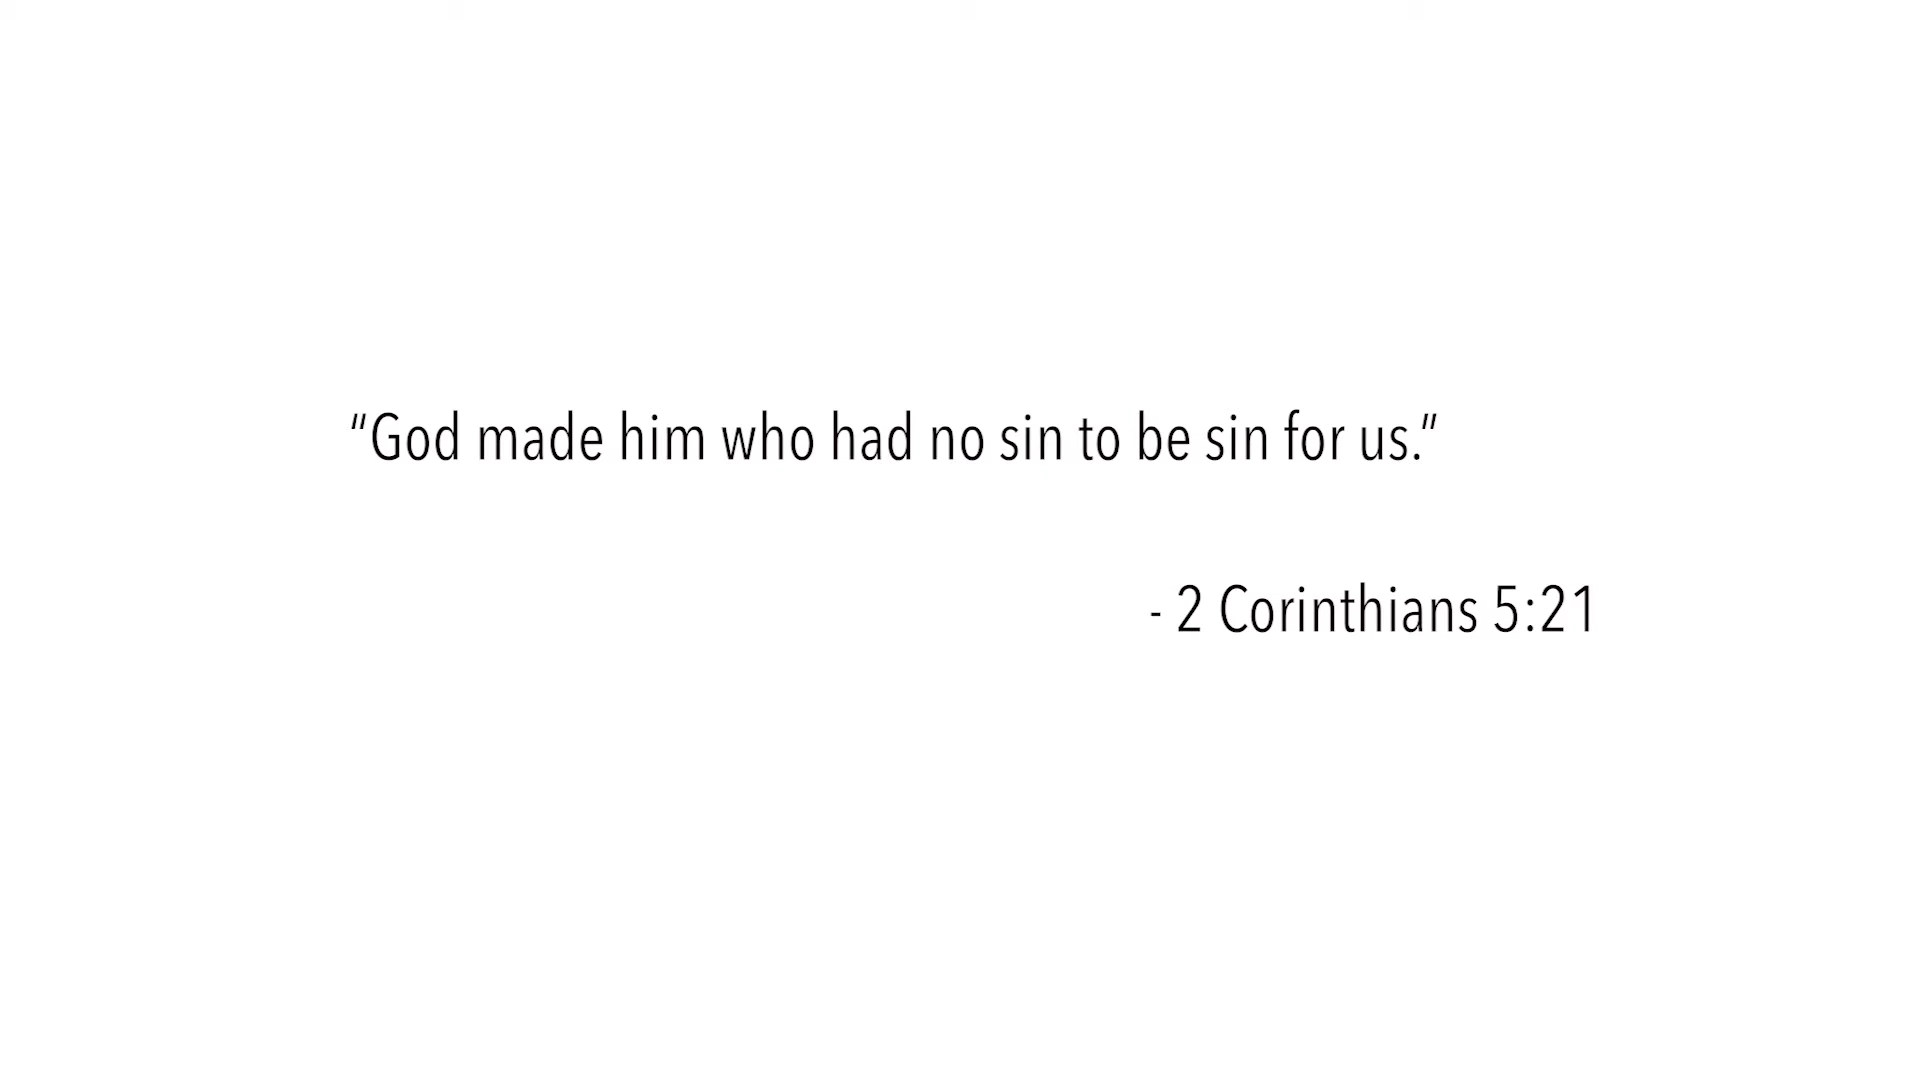 “God made him who had no sin to be sin for us.”
- 2 Corinthians 5:21